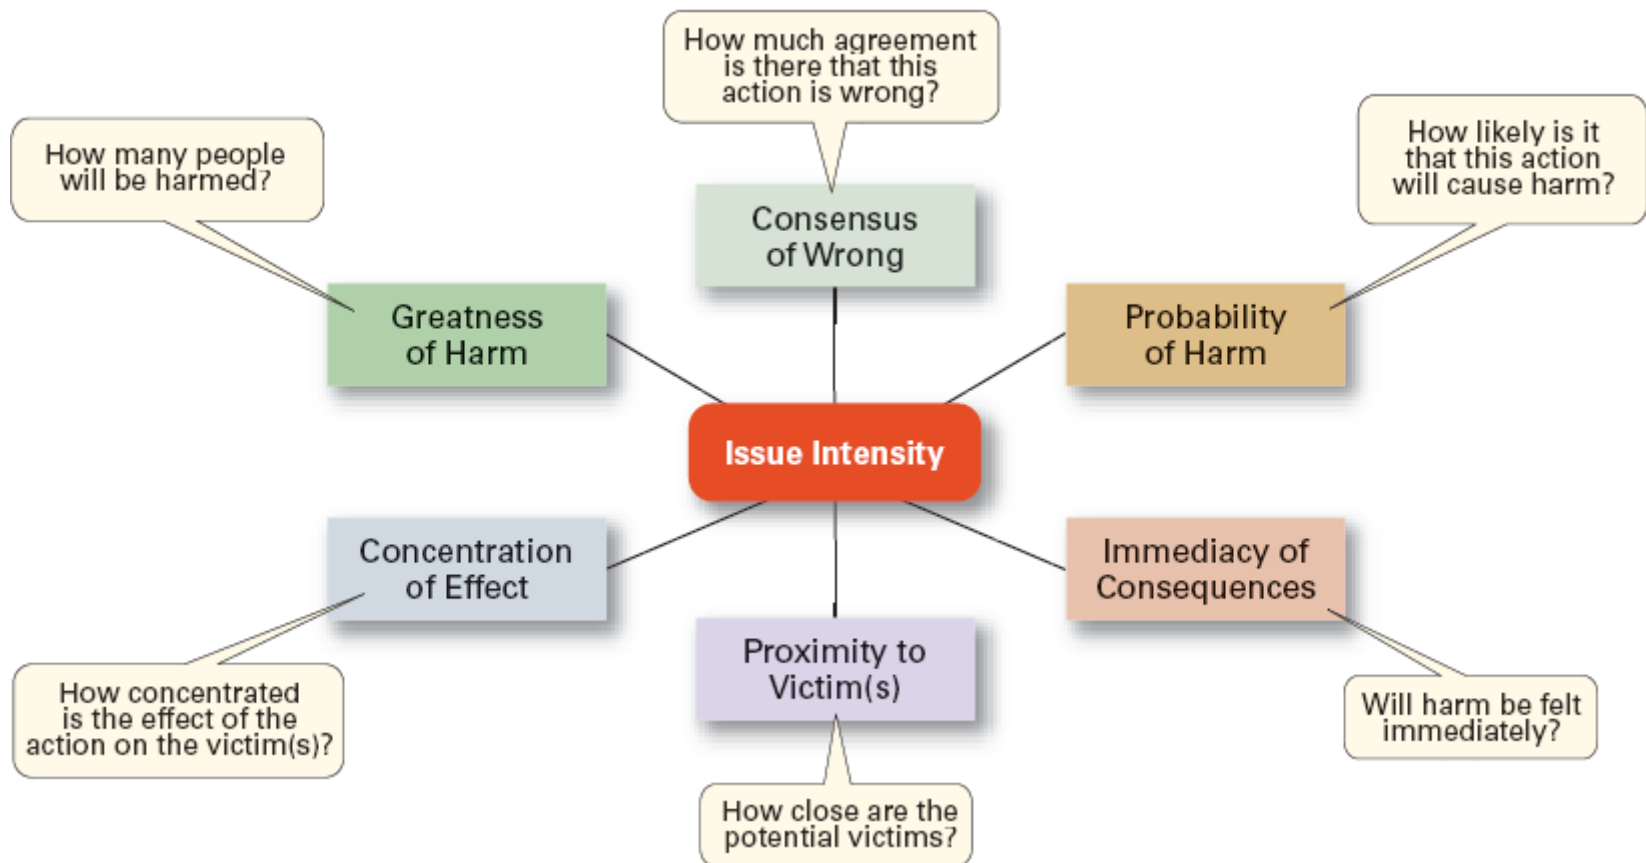 How much agreement
is there that this
action is wrong?
How many people
will be harmed?
How likely is it
that this action
will cause harm?
Consensus
of Wrong
Greatness
of Harm
Probability
of Harm
Issue Intensity
Concentration
of Effect
Immediacy of
Consequences
Proximity to
Victim(s)
How concentrated
is the effect of the
action on the victim(s)?
Will harm be felt
immediately?
How close are the
potential victims?